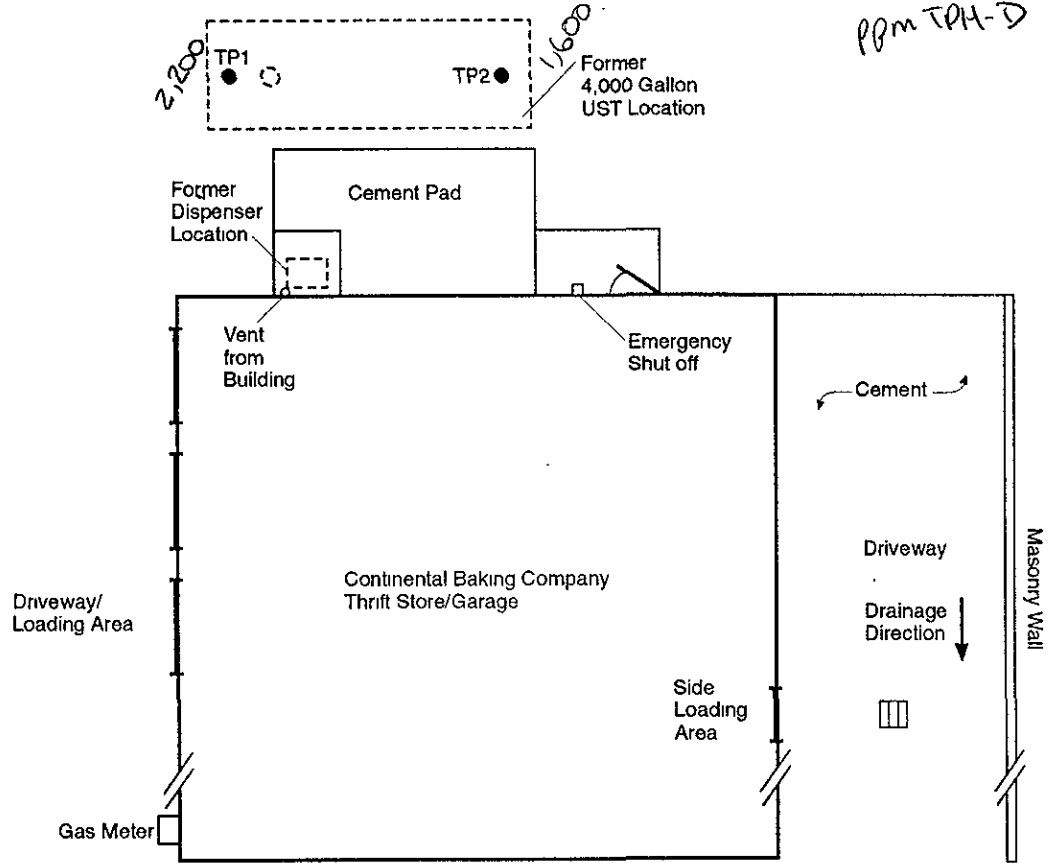 ppm TPH-D
2,200
TP1
TP2
1,600
Former
4,000 Gallon
UST Location
Former
Dispenser
Location
Cement Pad
Vent
from
Building
Emergency
Shut off
Cement
Continental Baking Company
Thrift Store/Garage
Driveway
Masonry Wall
Driveway/
Loading Area
Drainage
Direction
Side
Loading
Area
Gas Meter